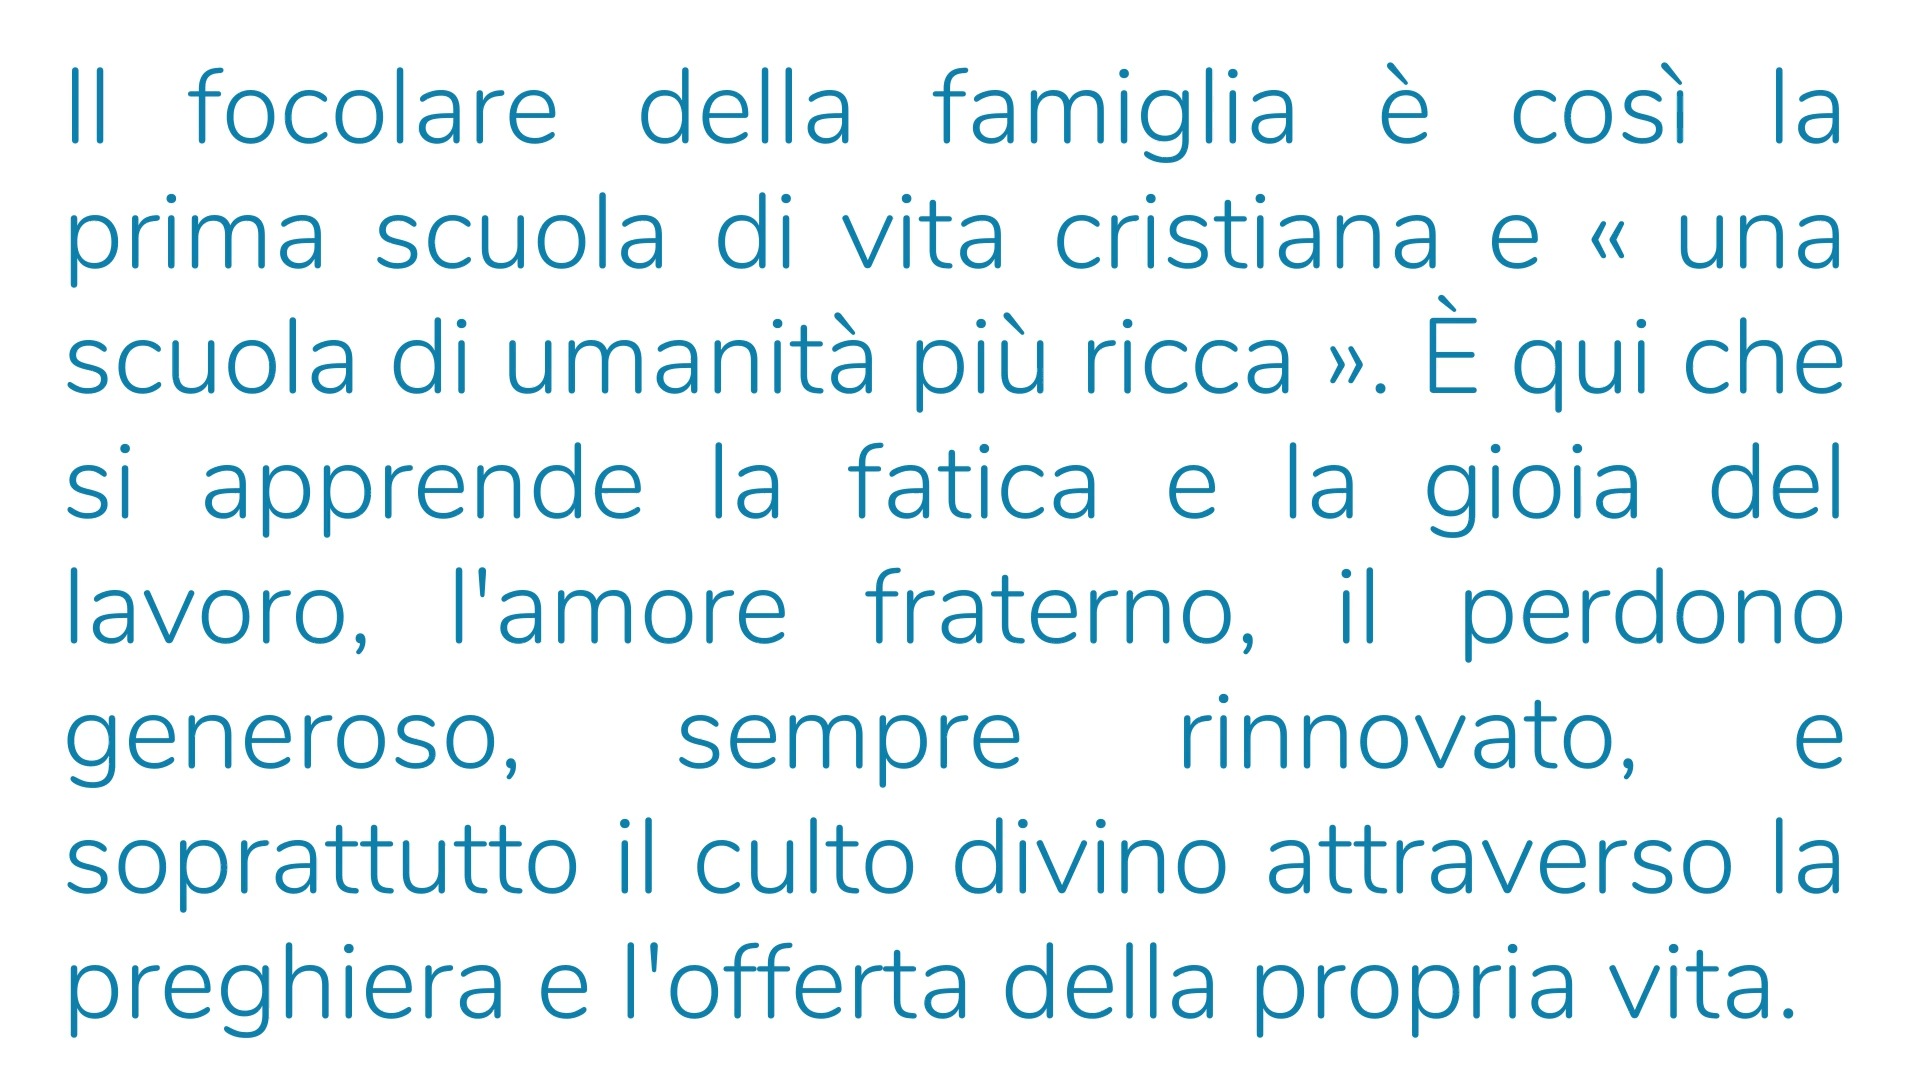 Il focolare della famiglia è così la
prima scuola di vita cristiana e « una
scuola di umanità più ricca ». È qui che
si apprende la fatica e la gioia del
lavoro, l'amore fraterno, il perdono
generoso, sempre rinnovato, e
soprattutto il culto divino attraverso la
preghiera e l'offerta della propria vita.